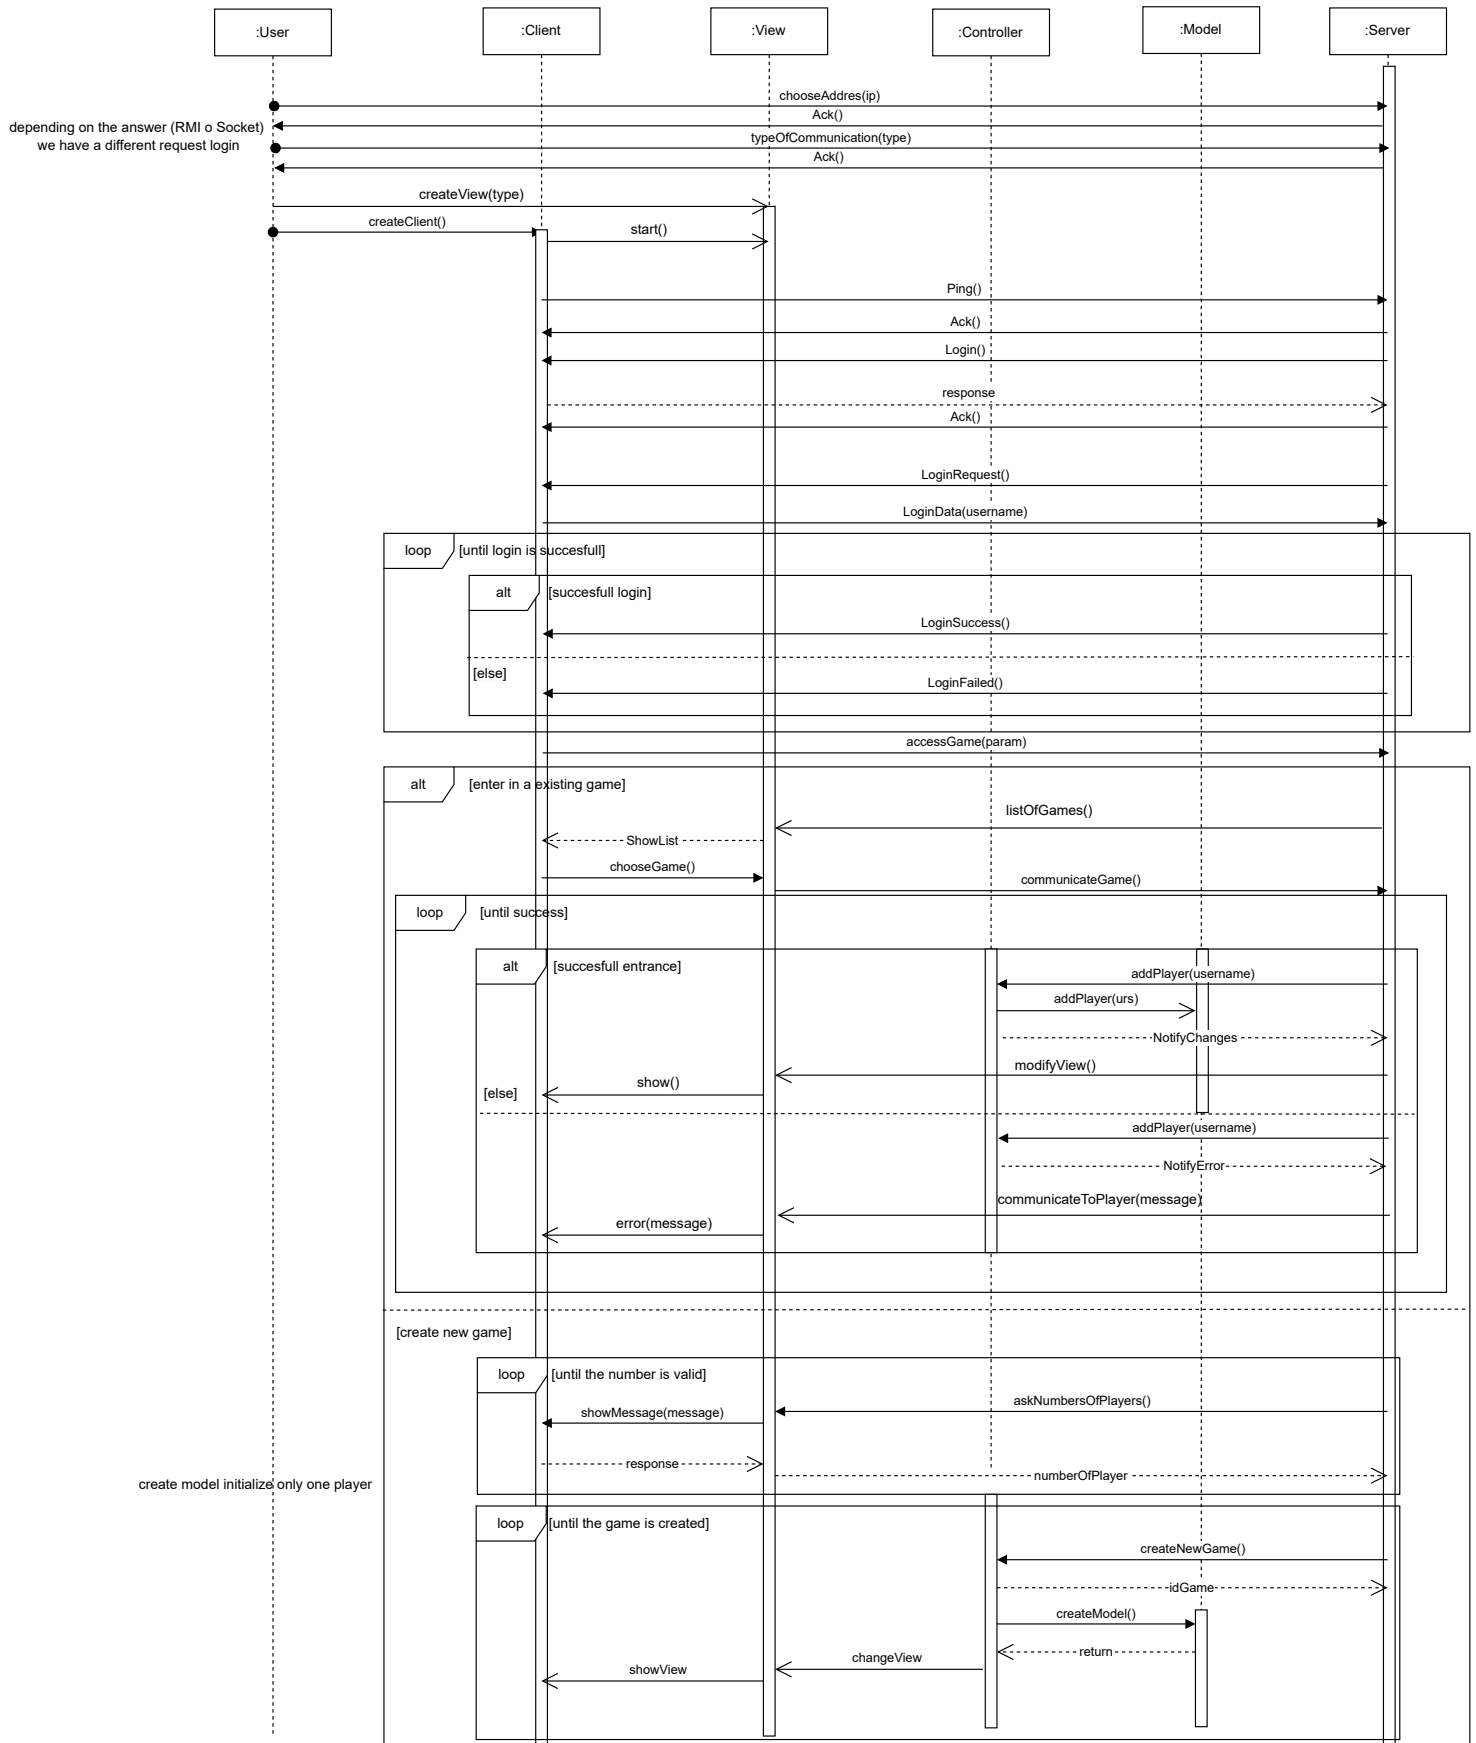 :User
:Client
:View
:Controller
:Model
:Server
chooseAddres(ip)
Ack()
depending on the answer (RMI o Socket)
we have a different request login
typeOfCommunication(type)
Ack()
createView(type)
createClient()
start()
Ping()
Ack()
Login()
response
Ack()
LoginRequest()
LoginData(username)
loop
[until login is succesfull]
alt
[succesfull login]
LoginSuccess()
[else]
LoginFailed()
accessGame(param)
alt
[enter in a existing game]
listOfGames()
ShowList
chooseGame()
communicateGame()
loop
[until success]
alt
[succesfull entrance]
addPlayer(username)
addPlayer(urs)
NotifyChanges
modifyView()
show()
[else]
addPlayer(username)
NotifyError
communicateToPlayer(message)
error(message)
[create new game]
loop
[until the number is valid]
askNumbersOfPlayers()
showMessage(message)
response
numberOfPlayer
create model initialize only one player
loop
[until the game is created]
createNewGame()
idGame
createModel()
return
changeView
showView